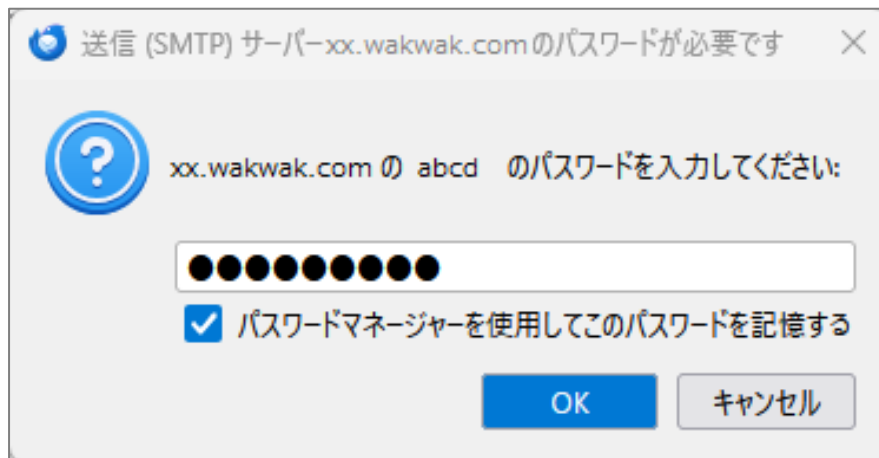 送信 (SMTP) サーバーxx.wakwak.comのパスワードが必要です
xx.wakwak.com の abcd のパスワードを入力してください:
●●●●●●●●●
パスワードマネージャーを使用してこのパスワードを記憶する
OK キャンセル